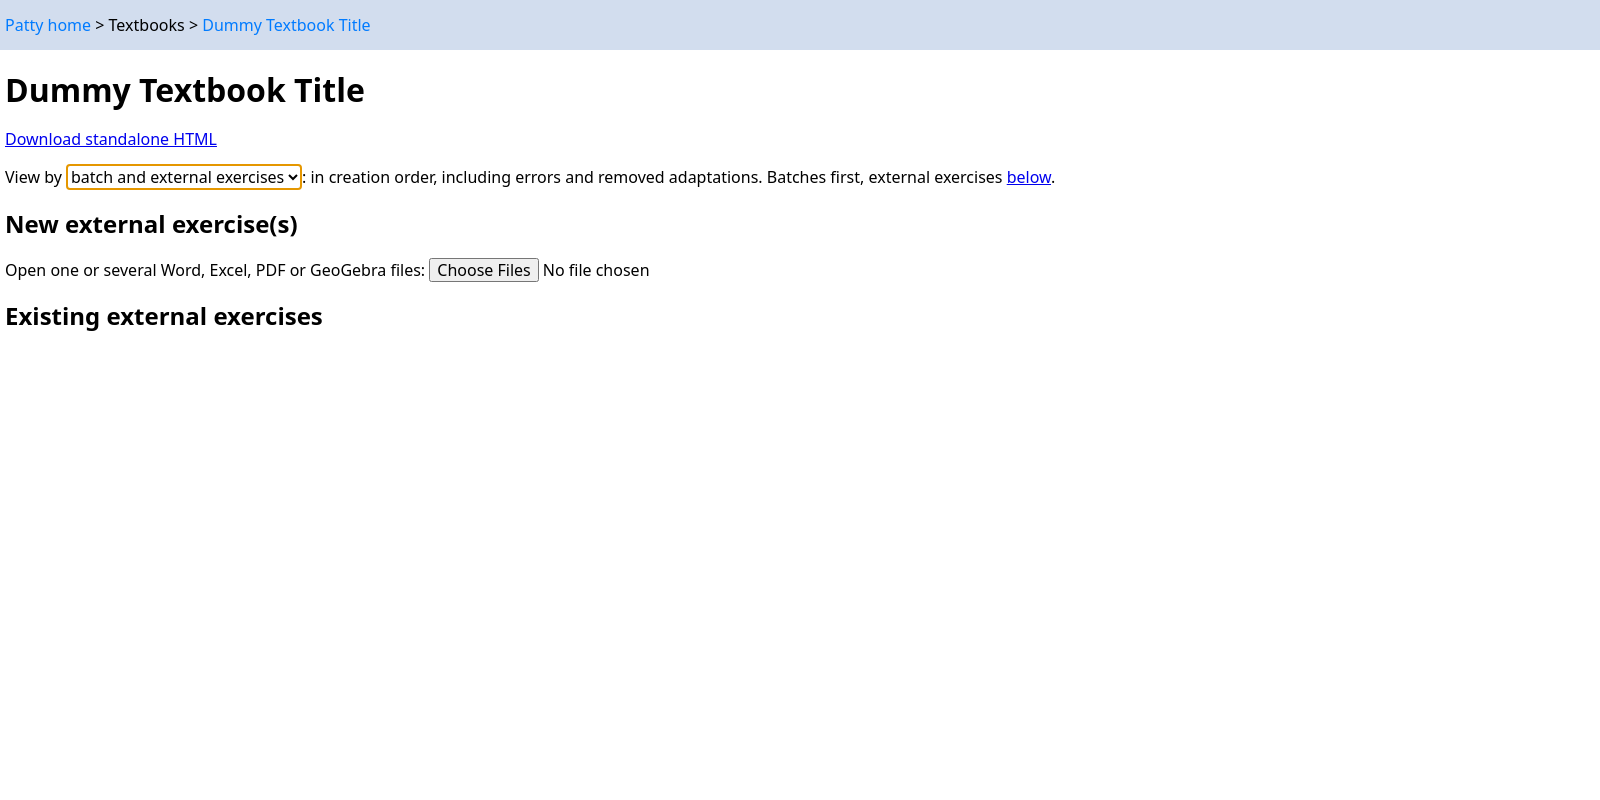 Patty home > Textbooks > Dummy Textbook Title
Dummy Textbook Title
Download standalone HTML
View by batch and external exercises : in creation order, including errors and removed adaptations. Batches first, external exercises below.
New external exercise(s)
Open one or several Word, Excel, PDF or GeoGebra files: Choose Files No file chosen
Existing external exercises